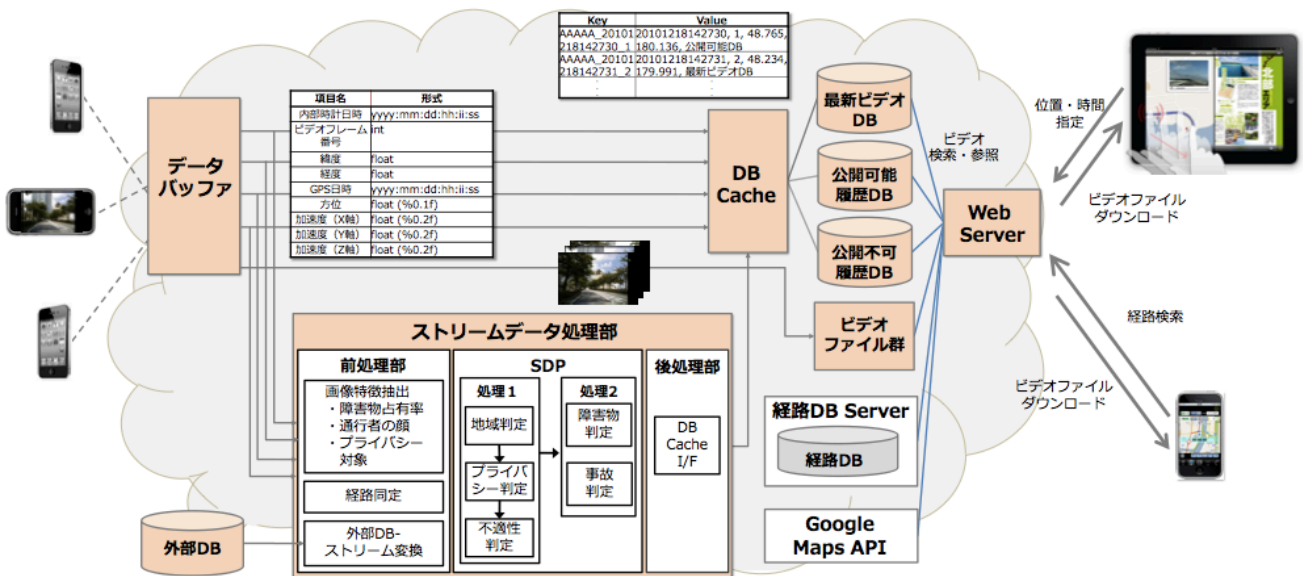 Key Value
AAAAA_20101 20101218142730, 1, 48.765,
218142730_1 180.136, 公開可能DB
AAAAA_20101 20101218142731, 2, 48.234,
218142731_2 179.991, 最新ビデオDB
: :
データ
バッファ
項目名 形式
内部時計日時 yyyy:mm:dd:hh:ii:ss
ビデオフレーム int
番号
緯度 float
経度 float
GPS日時 yyyy:mm:dd:hh:ii:ss
方位 float (%0.1f)
加速度(X軸) float (%0.2f)
加速度(Y軸) float (%0.2f)
加速度(Z軸) float (%0.2f)
DB
Cache
最新ビデオ
DB
公開可能
履歴DB
公開不可
履歴DB
ビデオ
ファイル群
ビデオ
検索・参照
Web
Server
位置・時間
指定
ビデオファイル
ダウンロード
経路検索
ビデオファイル
ダウンロード
ストリームデータ処理部
前処理部
画像特徴抽出
・障害物占有率
・通行者の顔
・プライバシー
対象
経路同定
外部DB-
ストリーム変換
SDP
処理1
地域判定
プライバ
シー判定
不適性
判定
処理2
障害物
判定
事故
判定
後処理部
DB
Cache
I/F
外部DB
経路DB Server
経路DB
Google
Maps API